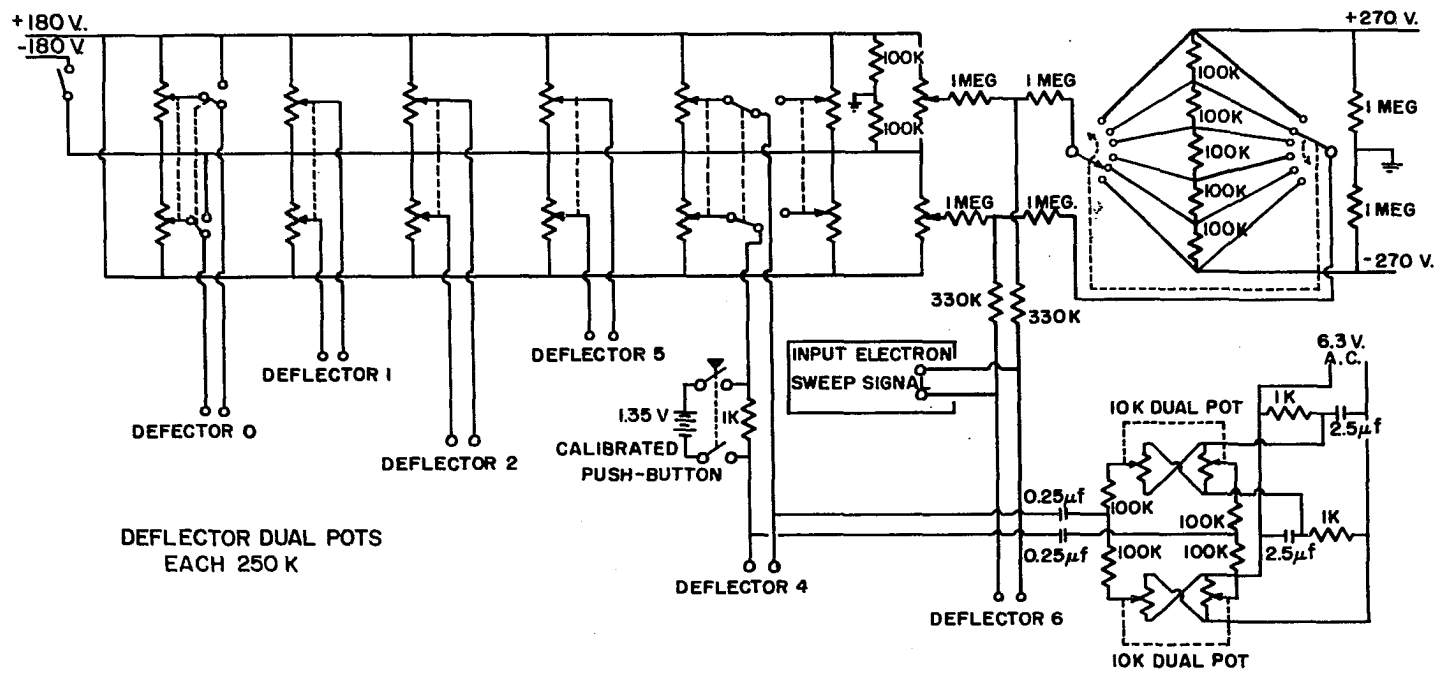 +180 V.
-180 V.
100K
100K
1 MEG
1 MEG
1 MEG
1 MEG.
+270 V.
100K
100K
100K
100K
100K
1 MEG
1 MEG
-270 V.
330K
330K
DEFLECTOR 5
DEFLECTOR 1
DEFECTOR 0
DEFLECTOR 2
1.35 V
1K
CALIBRATED
PUSH-BUTTON
INPUT ELECTRON
SWEEP SIGNAL
6.3 V.
A.C.
1K
2.5µf
10K DUAL POT
0.25µf
100K
100K
1K
0.25µf
100K
100K
2.5µf
DEFLECTOR DUAL POTS
EACH 250 K
DEFLECTOR 4
DEFLECTOR 6
10K DUAL POT